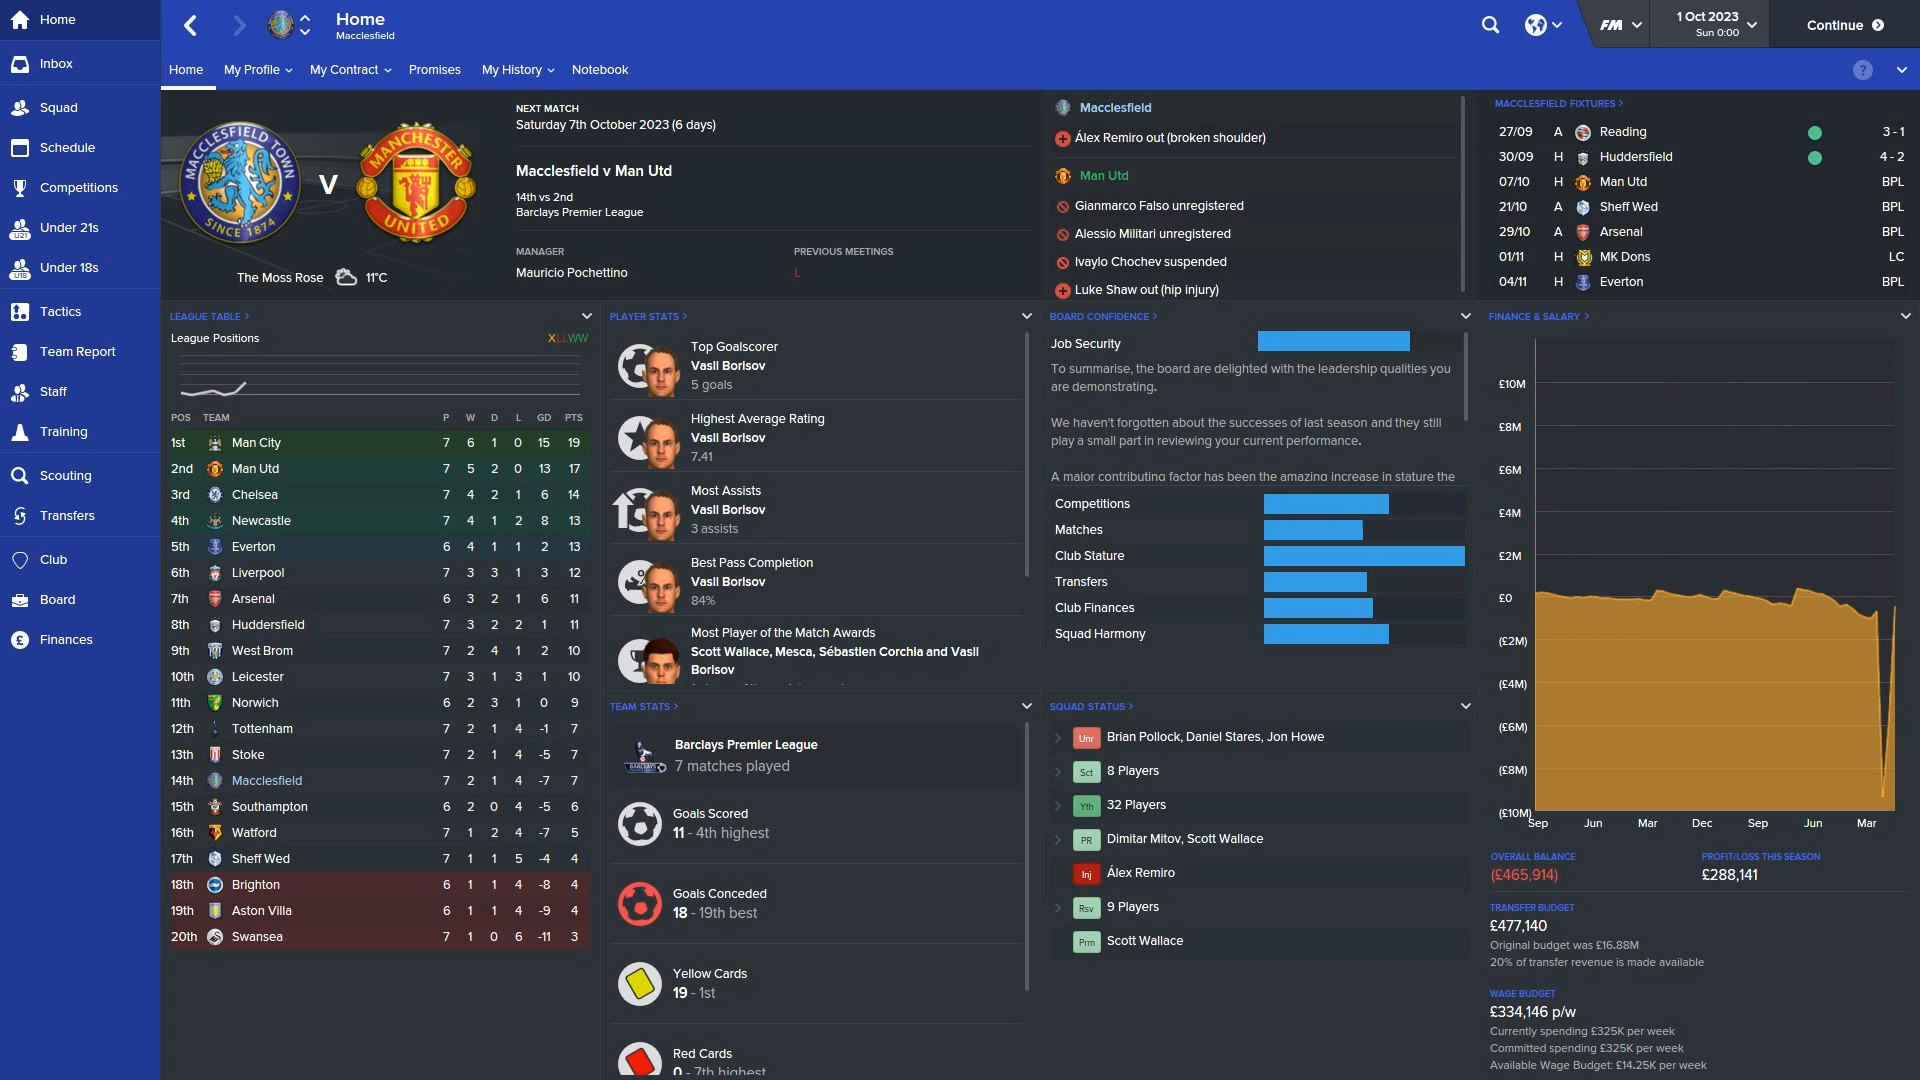 Home
Inbox
Squad
Schedule
Competitions
U21
Under 21s
U18
Under 18s
Tactics
Team Report
Staff
Training
Scouting
Transfers
Club
Board
Finances
Home
Macclesfield
FM
1 Oct 2023
Sun 0:00
Continue
Home
My Profile
My Contract
Promises
My History
Notebook
?
MACCLESFIELD TOWN
SINCE 1874
V
MANCHESTER
UNITED
The Moss Rose
11°C
NEXT MATCH
Saturday 7th October 2023 (6 days)
Macclesfield v Man Utd
14th vs 2nd
Barclays Premier League
MANAGER
Mauricio Pochettino
PREVIOUS MEETINGS
L
Macclesfield
Álex Remiro out (broken shoulder)
Man Utd
Gianmarco Falso unregistered
Alessio Militari unregistered
Ivaylo Chochev suspended
Luke Shaw out (hip injury)
MACCLESFIELD FIXTURES >
27/09 A Reading 3 - 1
30/09 H Huddersfield 4 - 2
07/10 H Man Utd BPL
21/10 A Sheff Wed BPL
29/10 A Arsenal BPL
01/11 H MK Dons LC
04/11 H Everton BPL
LEAGUE TABLE >
League Positions
XLLWW
POS TEAM P W D L GD PTS
1st Man City 7 6 1 0 15 19
2nd Man Utd 7 5 2 0 13 17
3rd Chelsea 7 4 2 1 6 14
4th Newcastle 7 4 1 2 8 13
5th Everton 6 4 1 1 2 13
6th Liverpool 7 3 3 1 3 12
7th Arsenal 6 3 2 1 6 11
8th Huddersfield 7 3 2 2 1 11
9th West Brom 7 2 4 1 2 10
10th Leicester 7 3 1 3 1 10
11th Norwich 6 2 3 1 0 9
12th Tottenham 7 2 1 4 -1 7
13th Stoke 7 2 1 4 -5 7
14th Macclesfield 7 2 1 4 -7 7
15th Southampton 6 2 0 4 -5 6
16th Watford 7 1 2 4 -7 5
17th Sheff Wed 7 1 1 5 -4 4
18th Brighton 6 1 1 4 -8 4
19th Aston Villa 6 1 1 4 -9 4
20th Swansea 7 1 0 6 -11 3
PLAYER STATS >
Top Goalscorer
Vasil Borisov
5 goals
Highest Average Rating
Vasil Borisov
7.41
Most Assists
Vasil Borisov
3 assists
Best Pass Completion
Vasil Borisov
84%
Most Player of the Match Awards
Scott Wallace, Mesca, Sébastien Corchia and Vasil
Borisov
TEAM STATS >
BARCLAYS
Barclays Premier League
7 matches played
Goals Scored
11 - 4th highest
Goals Conceded
18 - 19th best
Yellow Cards
19 - 1st
Red Cards
0 - 7th highest
BOARD CONFIDENCE >
Job Security
To summarise, the board are delighted with the leadership qualities you
are demonstrating.
We haven't forgotten about the successes of last season and they still
play a small part in reviewing your current performance.
A major contributing factor has been the amazing increase in stature the
Competitions
Matches
Club Stature
Transfers
Club Finances
Squad Harmony
SQUAD STATUS >
Unr Brian Pollock, Daniel Stares, Jon Howe
Sct 8 Players
Yth 32 Players
PR Dimitar Mitov, Scott Wallace
Inj Álex Remiro
Rsv 9 Players
Prm Scott Wallace
FINANCE & SALARY >
£10M
£8M
£6M
£4M
£2M
£0
(£2M)
(£4M)
(£6M)
(£8M)
(£10M)
Sep Jun Mar Dec Sep Jun Mar
OVERALL BALANCE
(£465,914)
PROFIT/LOSS THIS SEASON
£288,141
TRANSFER BUDGET
£477,140
Original budget was £16.88M
20% of transfer revenue is made available
WAGE BUDGET
£334,146 p/w
Currently spending £325K per week
Committed spending £325K per week
Available Wage Budget: £14.25K per week